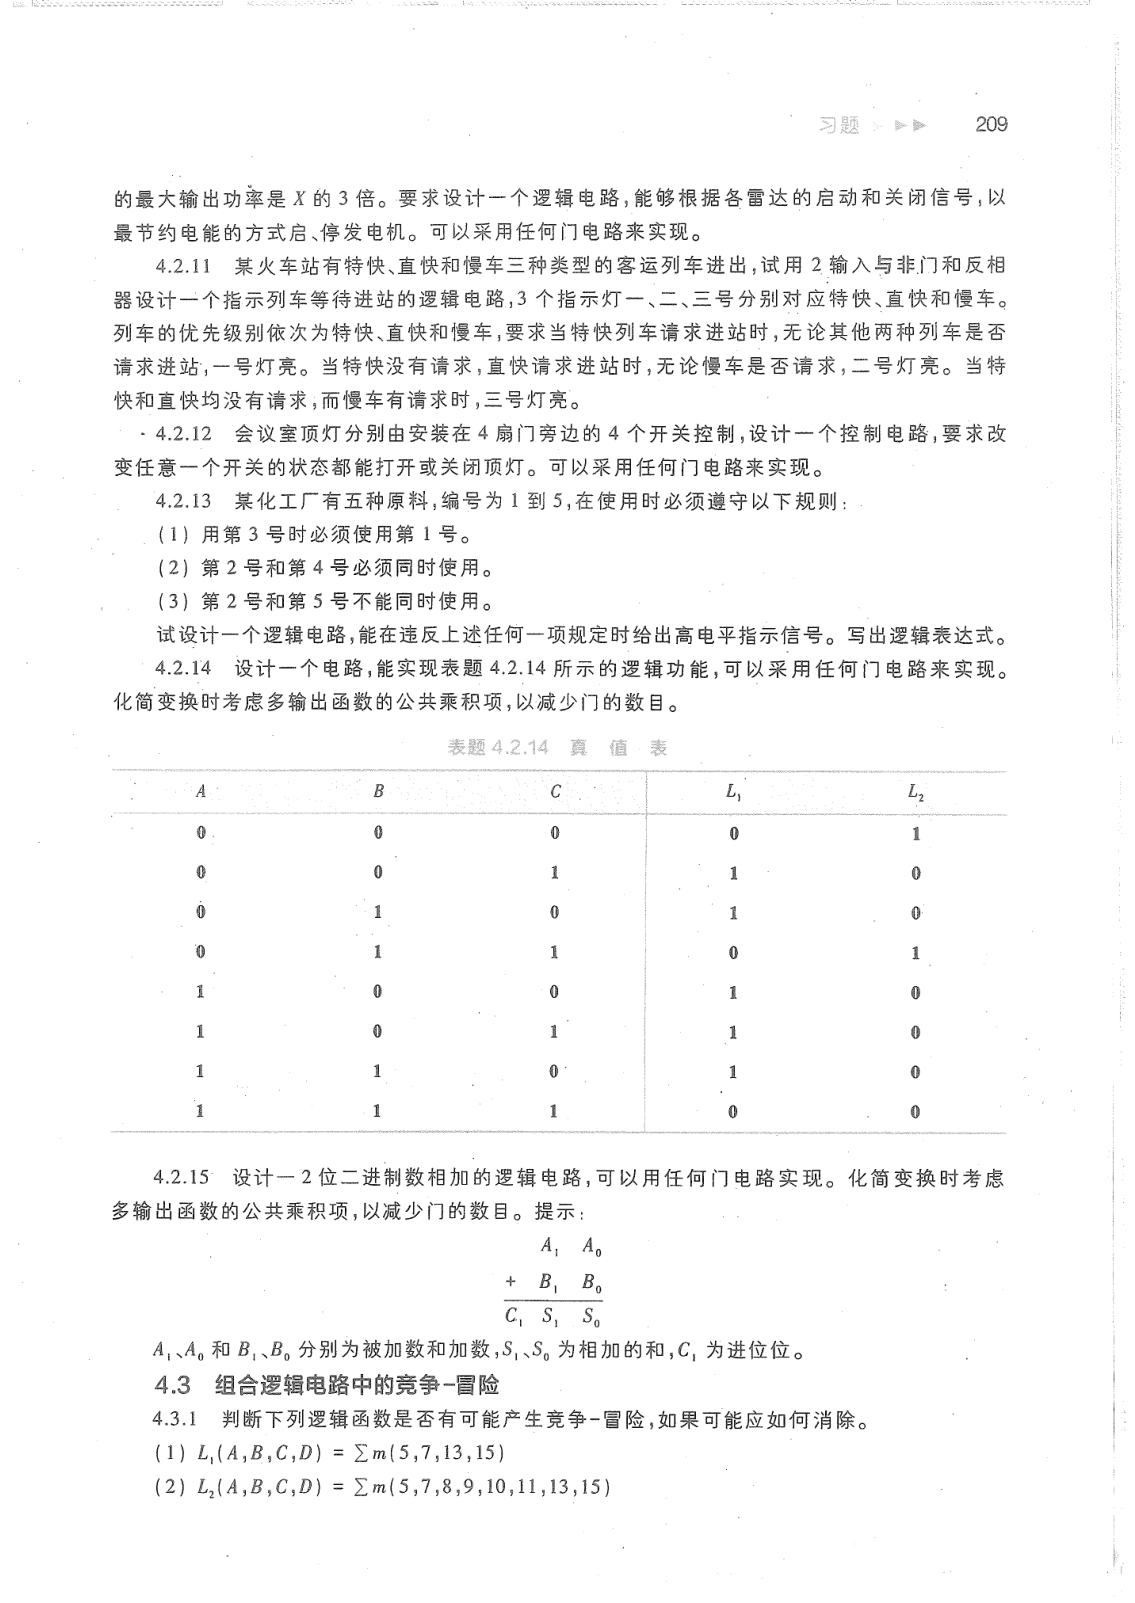 习题 ▶▶▶ 209
的最大输出功率是 X 的 3 倍。要求设计一个逻辑电路,能够根据各雷达的启动和关闭信号,以
最节约电能的方式启、停发电机。可以采用任何门电路来实现。
4.2.11 某火车站有特快、直快和慢车三种类型的客运列车进出,试用 2 输入与非门和反相
器设计一个指示列车等待进站的逻辑电路,3 个指示灯一、二、三号分别对应特快、直快和慢车。
列车的优先级别依次为特快、直快和慢车,要求当特快列车请求进站时,无论其他两种列车是否
请求进站,一号灯亮。当特快没有请求,直快请求进站时,无论慢车是否请求,二号灯亮。当特
快和直快均没有请求,而慢车有请求时,三号灯亮。
4.2.12 会议室顶灯分别由安装在 4 扇门旁边的 4 个开关控制,设计一个控制电路,要求改
变任意一个开关的状态都能打开或关闭顶灯。可以采用任何门电路来实现。
4.2.13 某化工厂有五种原料,编号为 1 到 5,在使用时必须遵守以下规则:
(1) 用第 3 号时必须使用第 1 号。
(2) 第 2 号和第 4 号必须同时使用。
(3) 第 2 号和第 5 号不能同时使用。
试设计一个逻辑电路,能在违反上述任何一项规定时给出高电平指示信号。写出逻辑表达式。
4.2.14 设计一个电路,能实现表题 4.2.14 所示的逻辑功能,可以采用任何门电路来实现。
化简变换时考虑多输出函数的公共乘积项,以减少门的数目。
表题 4.2.14 真 值 表
A B C L₁ L₂
0 0 0 0 1
0 0 1 1 0
0 1 0 1 0
0 1 1 0 1
1 0 0 1 0
1 0 1 1 0
1 1 0 1 0
1 1 1 0 0
4.2.15 设计一 2 位二进制数相加的逻辑电路,可以用任何门电路实现。化简变换时考虑
多输出函数的公共乘积项,以减少门的数目。提示:
A₁ A₀
+ B₁ B₀
C₁ S₁ S₀
A₁、A₀ 和 B₁、B₀ 分别为被加数和加数,S₁、S₀ 为相加的和,C₁ 为进位位。
4.3 组合逻辑电路中的竞争-冒险
4.3.1 判断下列逻辑函数是否有可能产生竞争-冒险,如果可能应如何消除。
(1) L₁(A,B,C,D) = ∑m(5,7,13,15)
(2) L₂(A,B,C,D) = ∑m(5,7,8,9,10,11,13,15)